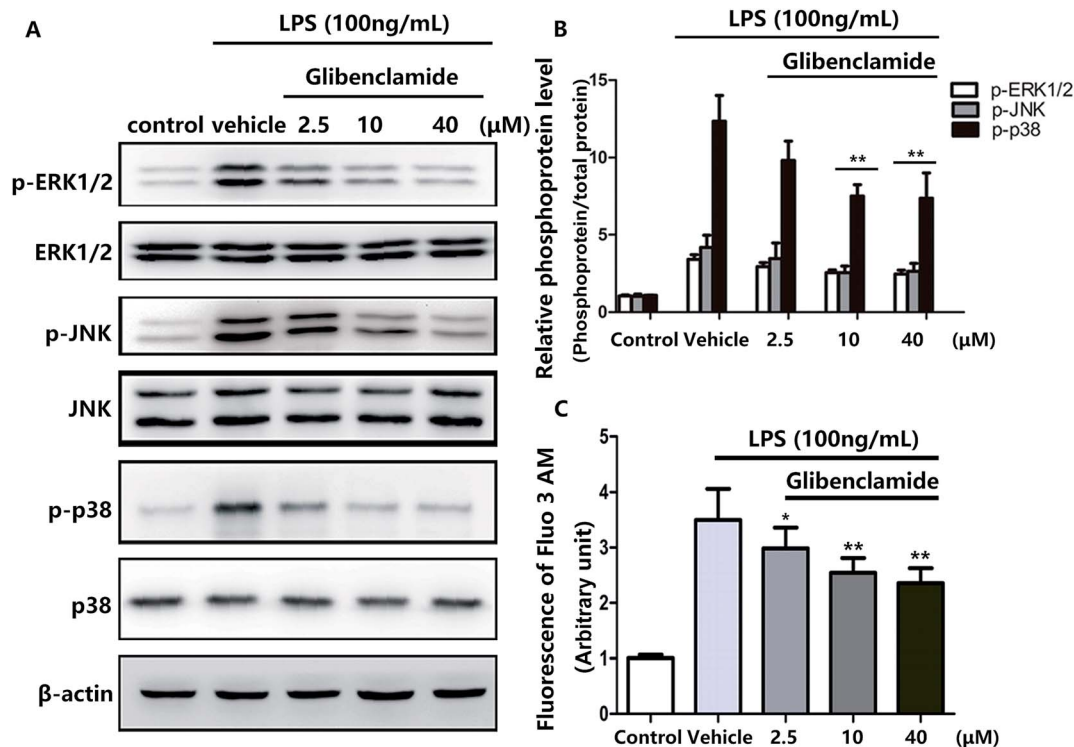 A
LPS (100ng/mL)
Glibenclamide
control vehicle 2.5 10 40 (μM)
p-ERK1/2
ERK1/2
p-JNK
JNK
p-p38
p38
β-actin
B
LPS (100ng/mL)
Glibenclamide
Relative phosphoprotein level
(Phosphoprotein/total protein)
15
10
5
0
** **
p-ERK1/2
p-JNK
p-p38
Control Vehicle 2.5 10 40 (μM)
C
LPS (100ng/mL)
Glibenclamide
Fluorescence of Fluo 3 AM
(Arbitrary unit)
5
4
3
2
1
0
* ** **
Control Vehicle 2.5 10 40 (μM)